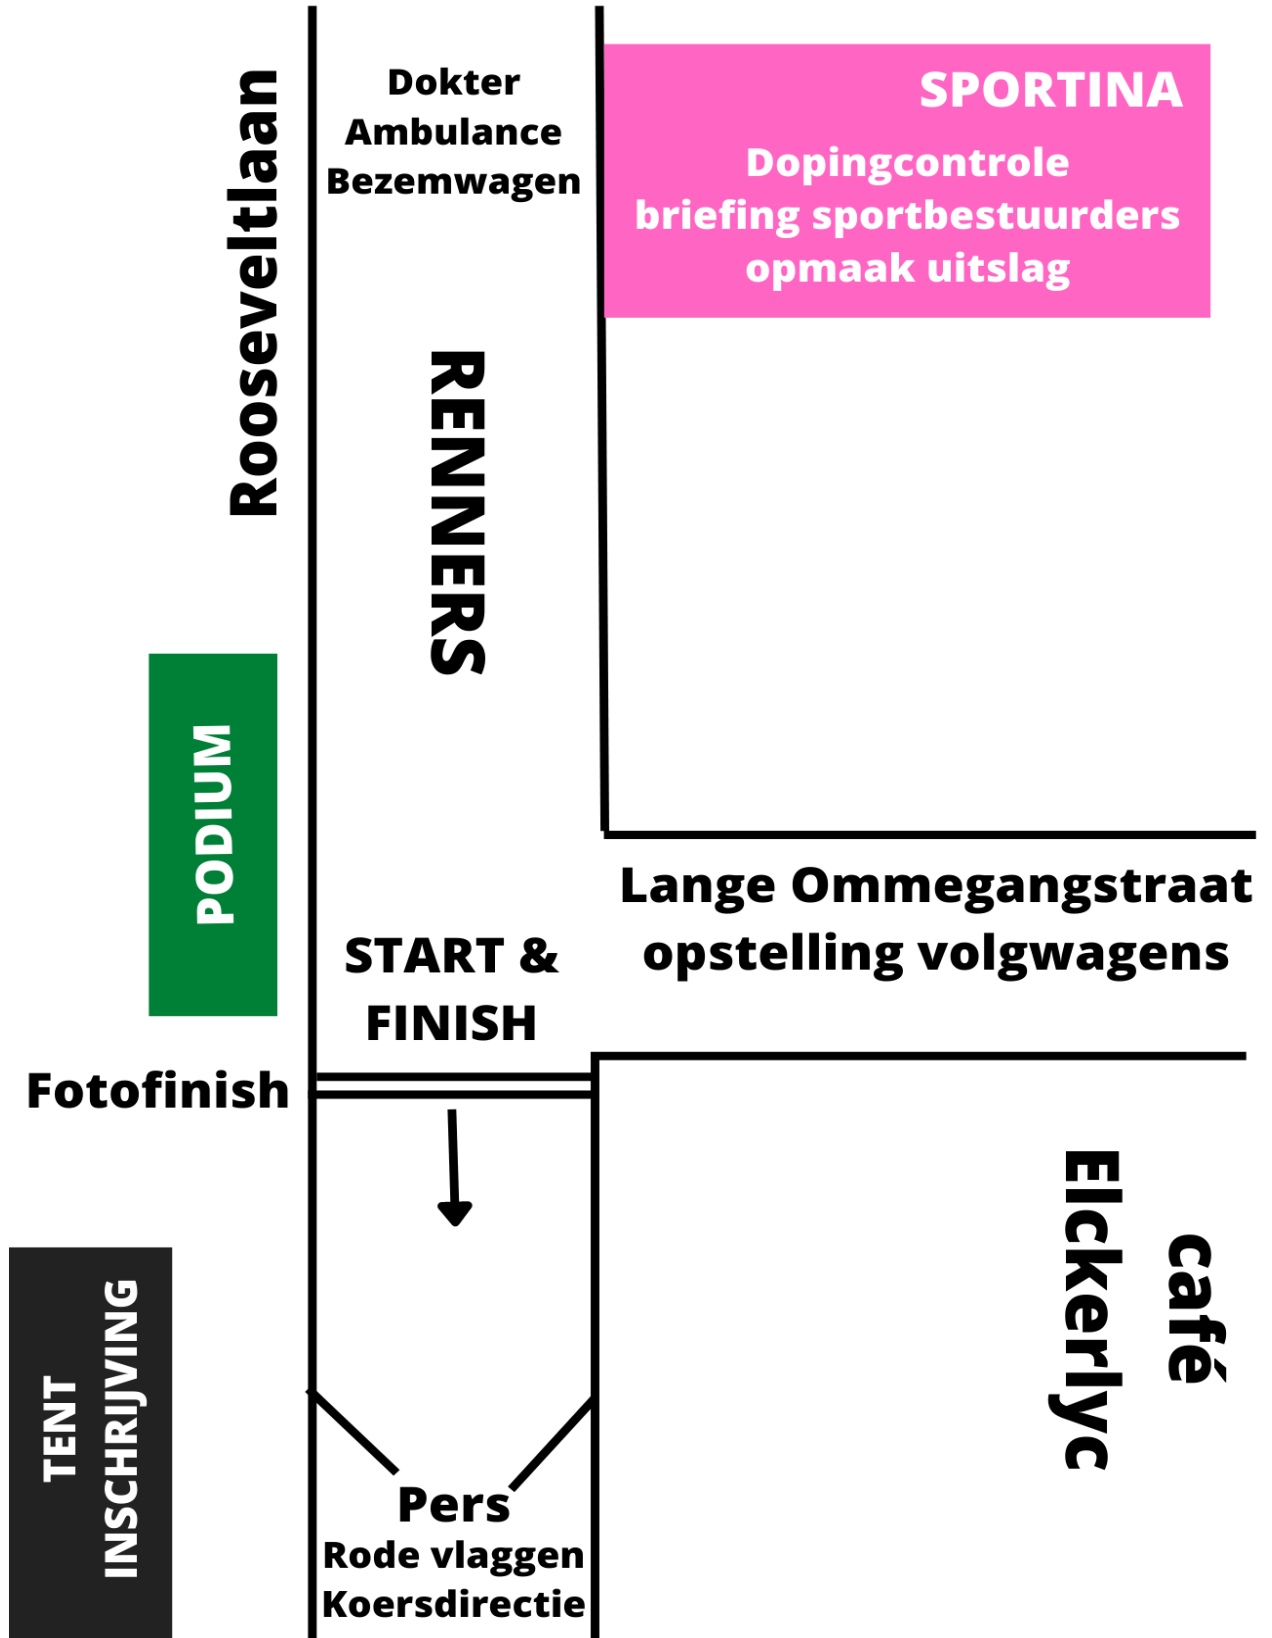 Rooseveltlaan
Dokter
Ambulance
Bezemwagen
SPORTINA
Dopingcontrole
briefing sportbestuurders
opmaak uitslag
RENNERS
PODIUM
Lange Ommegangstraat
opstelling volgwagens
START &
FINISH
Fotofinish
café
Elckerlyc
TENT
INSCHRIJVING
Pers
Rode vlaggen
Koersdirectie